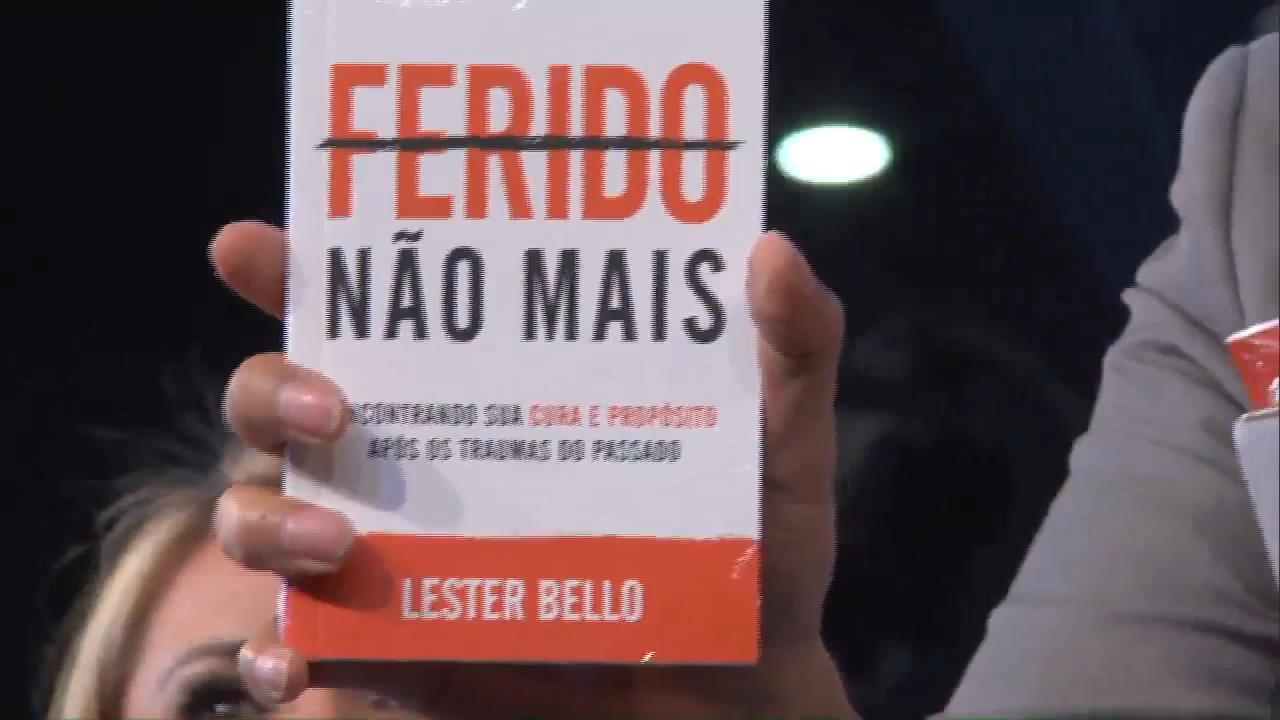 FERIDO
NÃO MAIS
ENCONTRANDO SUA CURA E PROPÓSITO
APÓS OS TRAUMAS DO PASSADO
LESTER BELLO